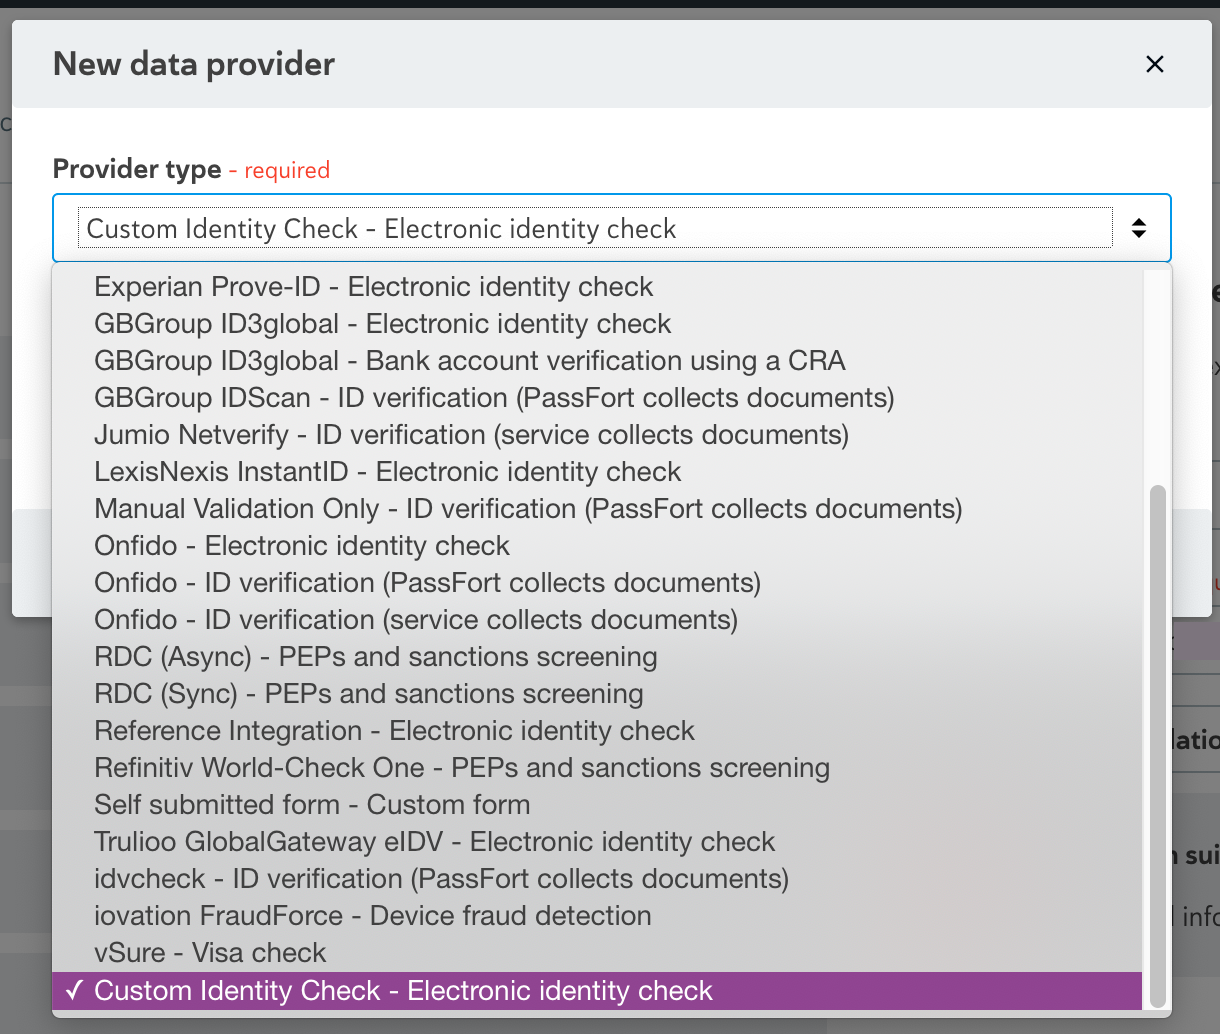 New data provider
Provider type - required
Custom Identity Check - Electronic identity check
Experian Prove-ID - Electronic identity check
GBGroup ID3global - Electronic identity check
GBGroup ID3global - Bank account verification using a CRA
GBGroup IDScan - ID verification (PassFort collects documents)
Jumio Netverify - ID verification (service collects documents)
LexisNexis InstantID - Electronic identity check
Manual Validation Only - ID verification (PassFort collects documents)
Onfido - Electronic identity check
Onfido - ID verification (PassFort collects documents)
Onfido - ID verification (service collects documents)
RDC (Async) - PEPs and sanctions screening
RDC (Sync) - PEPs and sanctions screening
Reference Integration - Electronic identity check
Refinitiv World-Check One - PEPs and sanctions screening
Self submitted form - Custom form
Trulioo GlobalGateway eIDV - Electronic identity check
idvcheck - ID verification (PassFort collects documents)
iovation FraudForce - Device fraud detection
vSure - Visa check
✓ Custom Identity Check - Electronic identity check